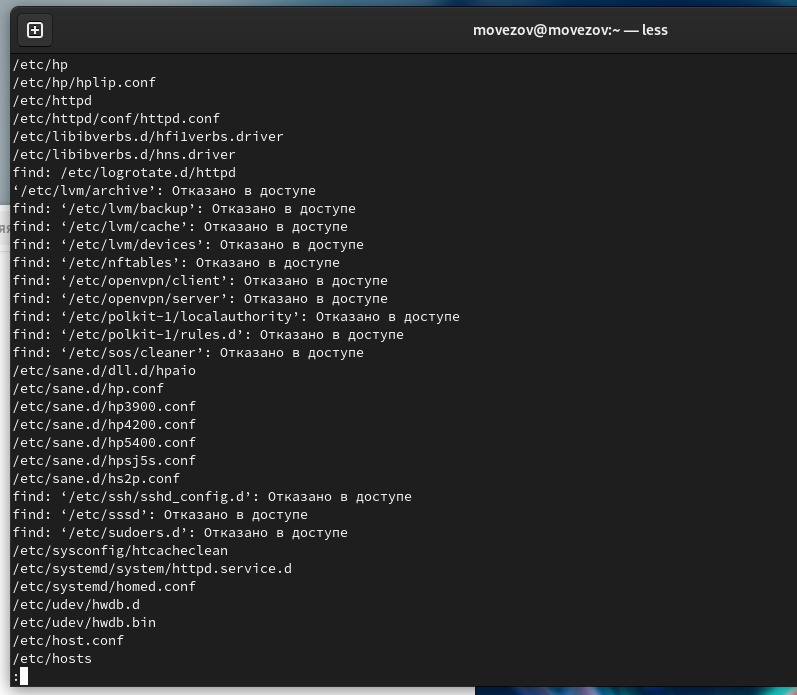 movezov@movezov:~ — less
/etc/hp
/etc/hp/hplip.conf
/etc/httpd
/etc/httpd/conf/httpd.conf
/etc/libibverbs.d/hfi1verbs.driver
/etc/libibverbs.d/hns.driver
find: /etc/logrotate.d/httpd
‘/etc/lvm/archive’: Отказано в доступе
find: ‘/etc/lvm/backup’: Отказано в доступе
find: ‘/etc/lvm/cache’: Отказано в доступе
find: ‘/etc/lvm/devices’: Отказано в доступе
find: ‘/etc/nftables’: Отказано в доступе
find: ‘/etc/openvpn/client’: Отказано в доступе
find: ‘/etc/openvpn/server’: Отказано в доступе
find: ‘/etc/polkit-1/localauthority’: Отказано в доступе
find: ‘/etc/polkit-1/rules.d’: Отказано в доступе
find: ‘/etc/sos/cleaner’: Отказано в доступе
/etc/sane.d/dll.d/hpaio
/etc/sane.d/hp.conf
/etc/sane.d/hp3900.conf
/etc/sane.d/hp4200.conf
/etc/sane.d/hp5400.conf
/etc/sane.d/hpsj5s.conf
/etc/sane.d/hs2p.conf
find: ‘/etc/ssh/sshd_config.d’: Отказано в доступе
find: ‘/etc/sssd’: Отказано в доступе
find: ‘/etc/sudoers.d’: Отказано в доступе
/etc/sysconfig/htcacheclean
/etc/systemd/system/httpd.service.d
/etc/systemd/homed.conf
/etc/udev/hwdb.d
/etc/udev/hwdb.bin
/etc/host.conf
/etc/hosts
: